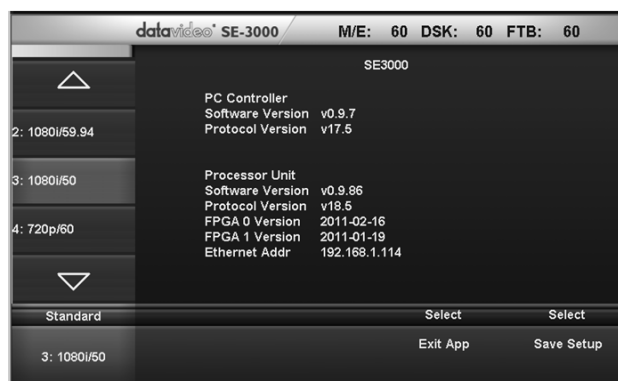 datavideo SE-3000 M/E: 60 DSK: 60 FTB: 60
SE3000
PC Controller
Software Version v0.9.7
Protocol Version v17.5
2: 1080i/59.94
3: 1080i/50
4: 720p/60
Processor Unit
Software Version v0.9.86
Protocol Version v18.5
FPGA 0 Version 2011-02-16
FPGA 1 Version 2011-01-19
Ethernet Addr 192.168.1.114
Standard Select Select
3: 1080i/50 Exit App Save Setup